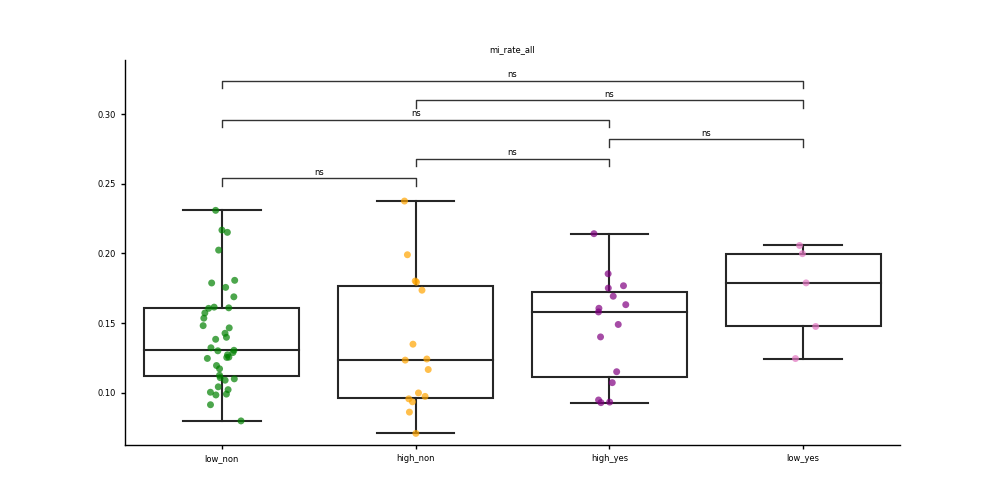 mi_rate_all
ns
ns
ns
ns
ns
ns
0.30
0.25
0.20
0.15
0.10
low_non
high_non
high_yes
low_yes